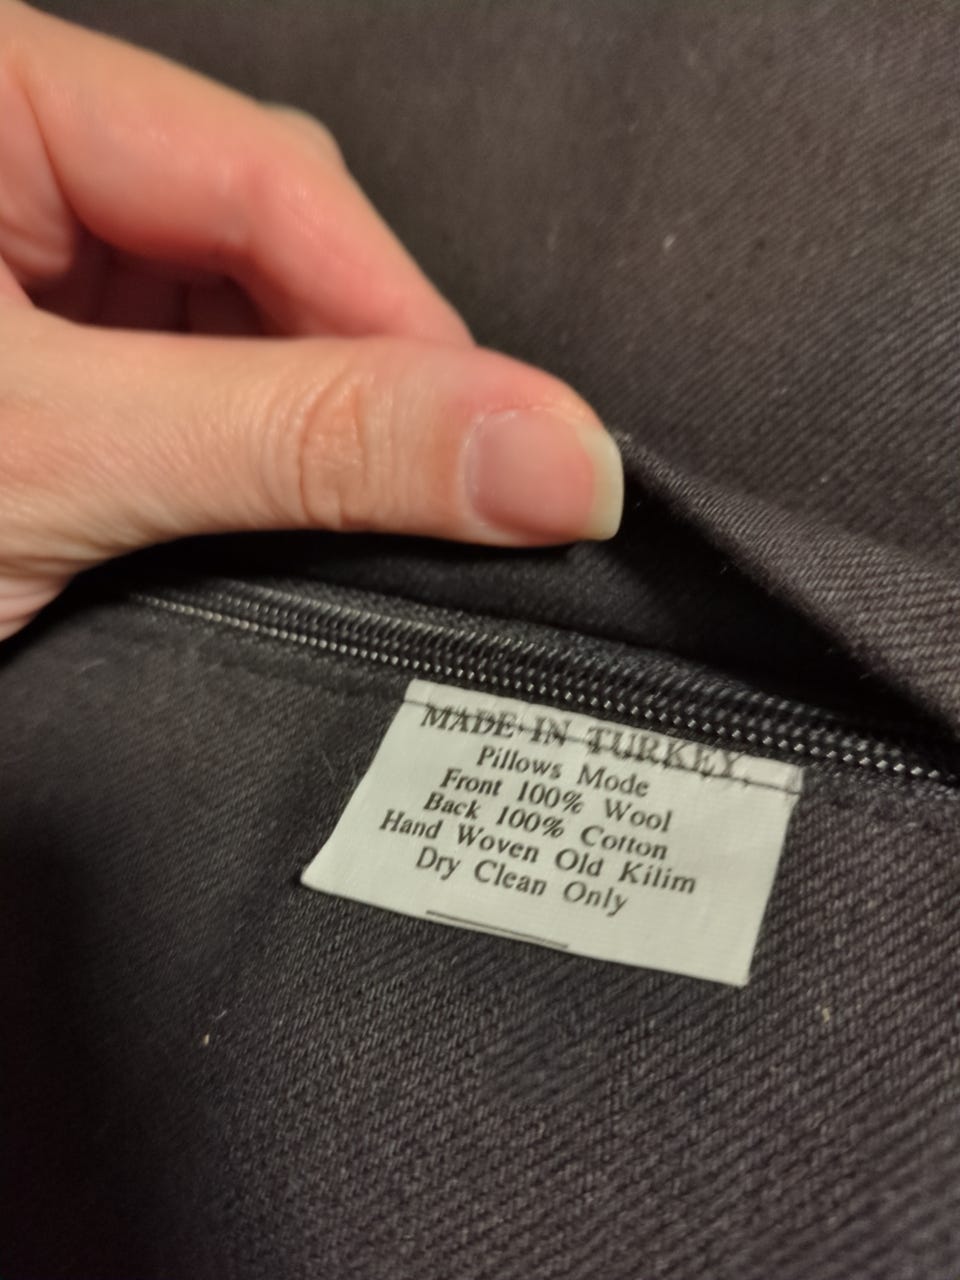 MADE IN TURKEY.
Pillows Mode
Front 100% Wool
Back 100% Cotton
Hand Woven Old Kilim
Dry Clean Only